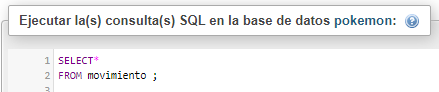 Ejecutar la(s) consulta(s) SQL en la base de datos pokemon:
1 SELECT*
2 FROM movimiento ;
3